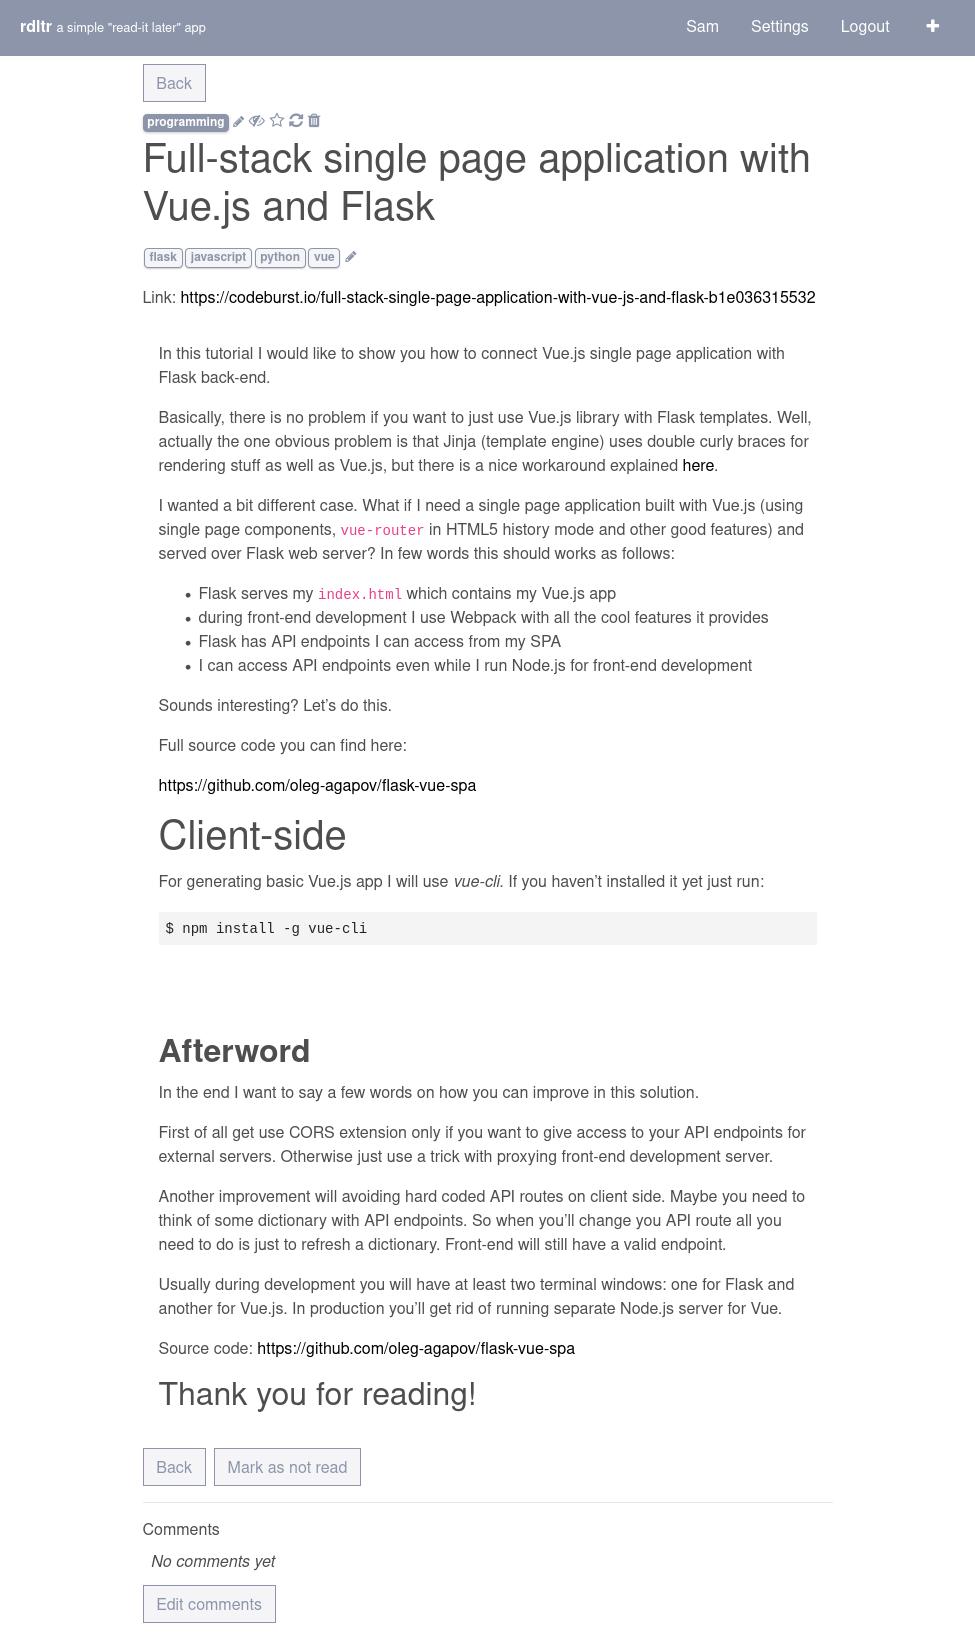 rdltr a simple "read-it later" app
Sam Settings Logout
Back
programming
Full-stack single page application with
Vue.js and Flask
flask javascript python vue
Link: https://codeburst.io/full-stack-single-page-application-with-vue-js-and-flask-b1e036315532
In this tutorial I would like to show you how to connect Vue.js single page application with
Flask back-end.
Basically, there is no problem if you want to just use Vue.js library with Flask templates. Well,
actually the one obvious problem is that Jinja (template engine) uses double curly braces for
rendering stuff as well as Vue.js, but there is a nice workaround explained here.
I wanted a bit different case. What if I need a single page application built with Vue.js (using
single page components, vue-router in HTML5 history mode and other good features) and
served over Flask web server? In few words this should works as follows:
• Flask serves my index.html which contains my Vue.js app
• during front-end development I use Webpack with all the cool features it provides
• Flask has API endpoints I can access from my SPA
• I can access API endpoints even while I run Node.js for front-end development
Sounds interesting? Let’s do this.
Full source code you can find here:
https://github.com/oleg-agapov/flask-vue-spa
Client-side
For generating basic Vue.js app I will use vue-cli. If you haven’t installed it yet just run:
$ npm install -g vue-cli
Afterword
In the end I want to say a few words on how you can improve in this solution.
First of all get use CORS extension only if you want to give access to your API endpoints for
external servers. Otherwise just use a trick with proxying front-end development server.
Another improvement will avoiding hard coded API routes on client side. Maybe you need to
think of some dictionary with API endpoints. So when you’ll change you API route all you
need to do is just to refresh a dictionary. Front-end will still have a valid endpoint.
Usually during development you will have at least two terminal windows: one for Flask and
another for Vue.js. In production you’ll get rid of running separate Node.js server for Vue.
Source code: https://github.com/oleg-agapov/flask-vue-spa
Thank you for reading!
Back Mark as not read
Comments
No comments yet
Edit comments